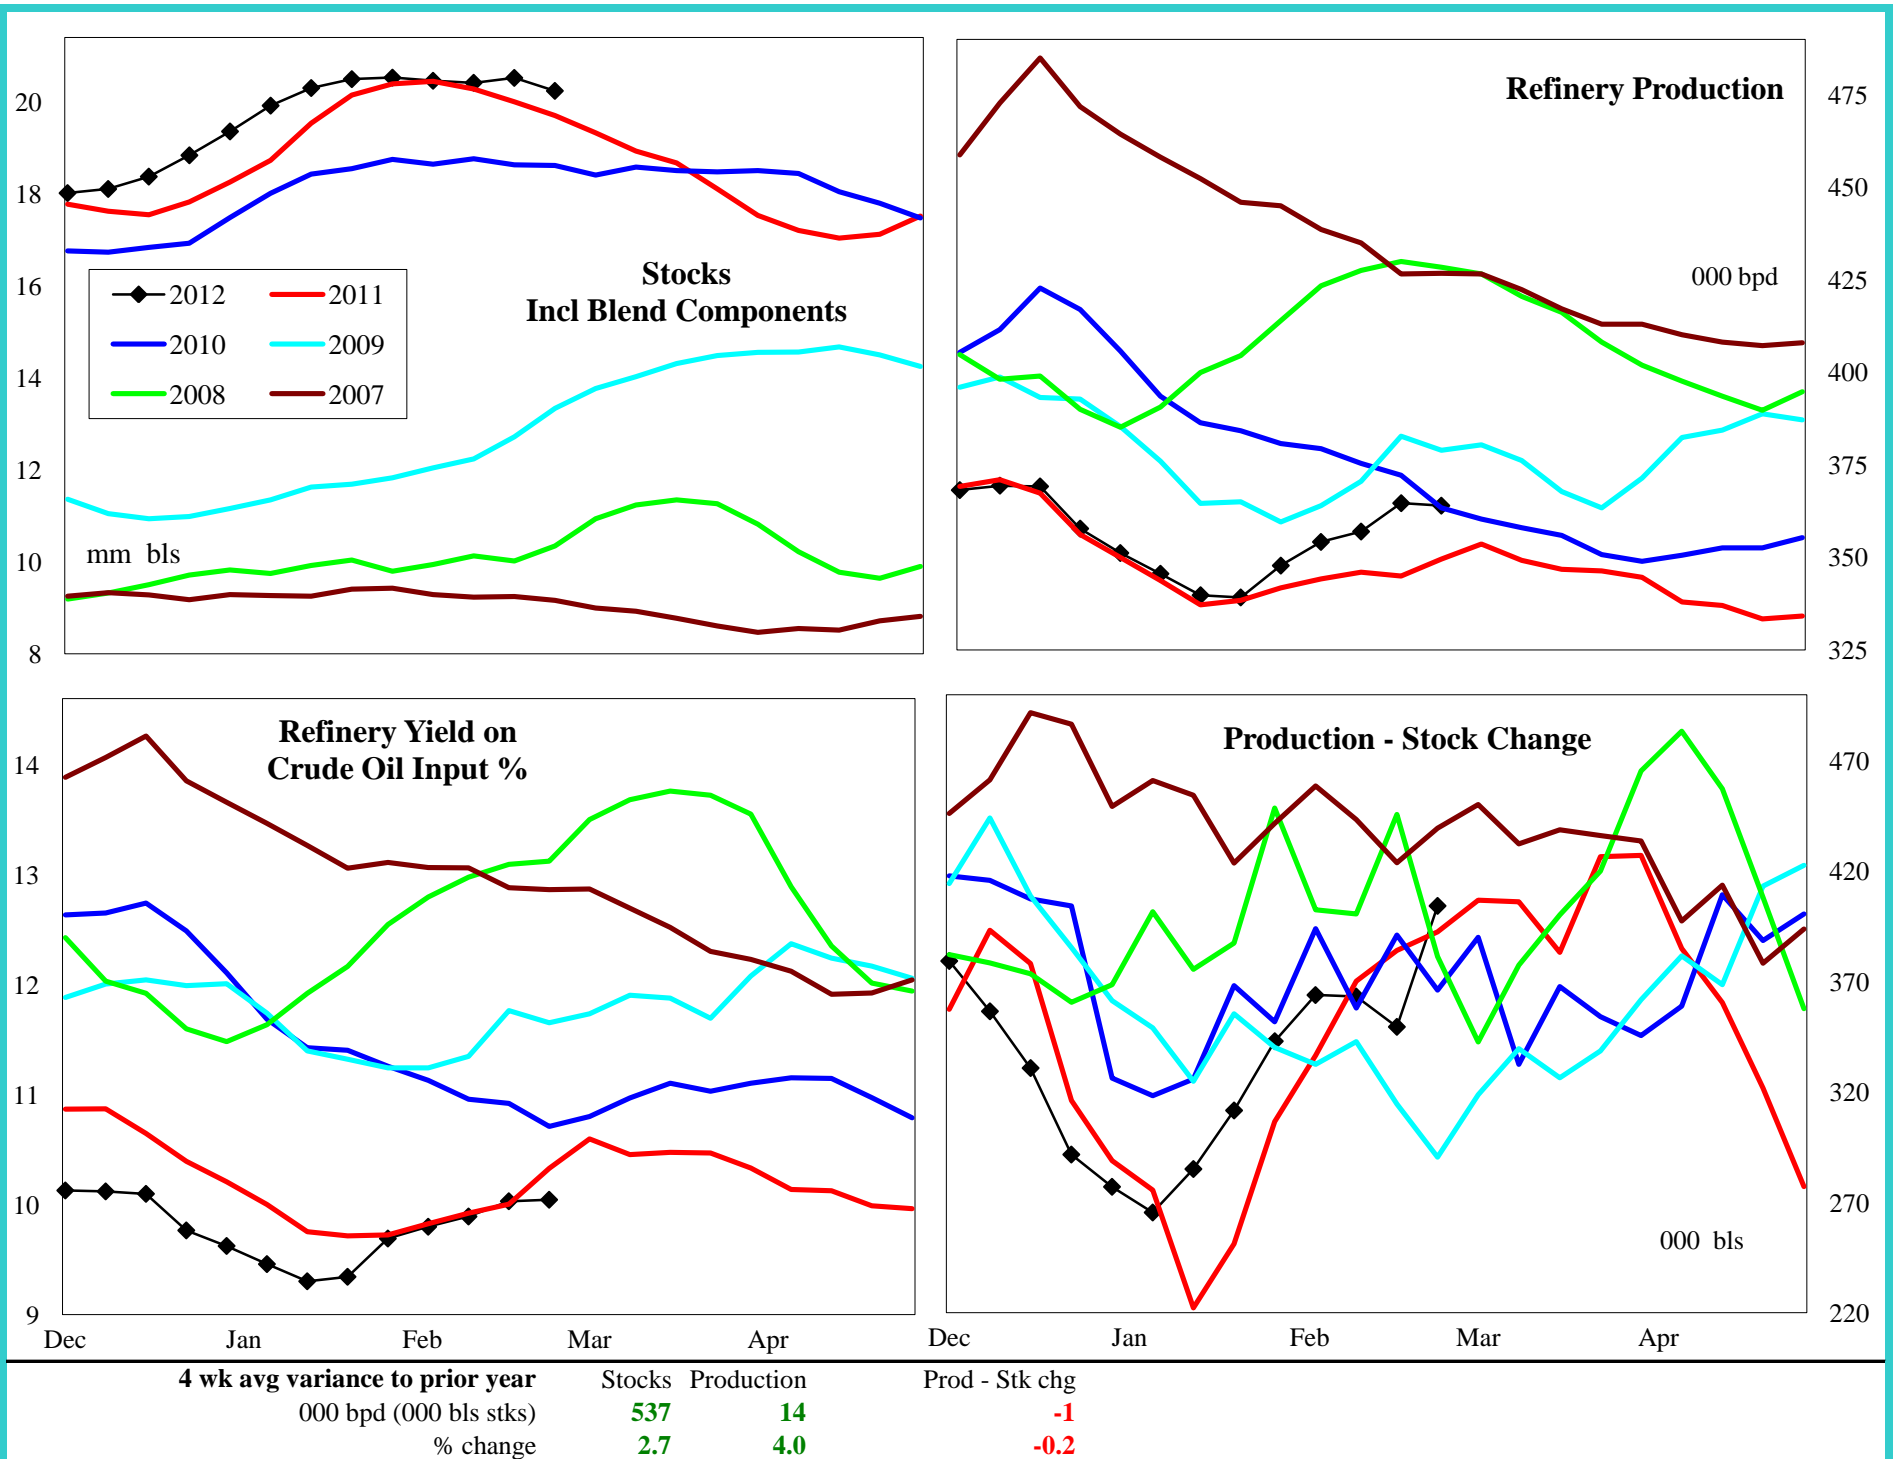 20
18
16
14
12
10
8
Stocks
Incl Blend Components
2012 2011
2010 2009
2008 2007
mm bls
Refinery Production
000 bpd
475
450
425
400
375
350
325
Refinery Yield on
Crude Oil Input %
14
13
12
11
10
9
Dec Jan Feb Mar Apr
Production - Stock Change
000 bls
470
420
370
320
270
220
Dec Jan Feb Mar Apr
4 wk avg variance to prior year Stocks Production Prod - Stk chg
000 bpd (000 bls stks) 537 14 -1
% change 2.7 4.0 -0.2